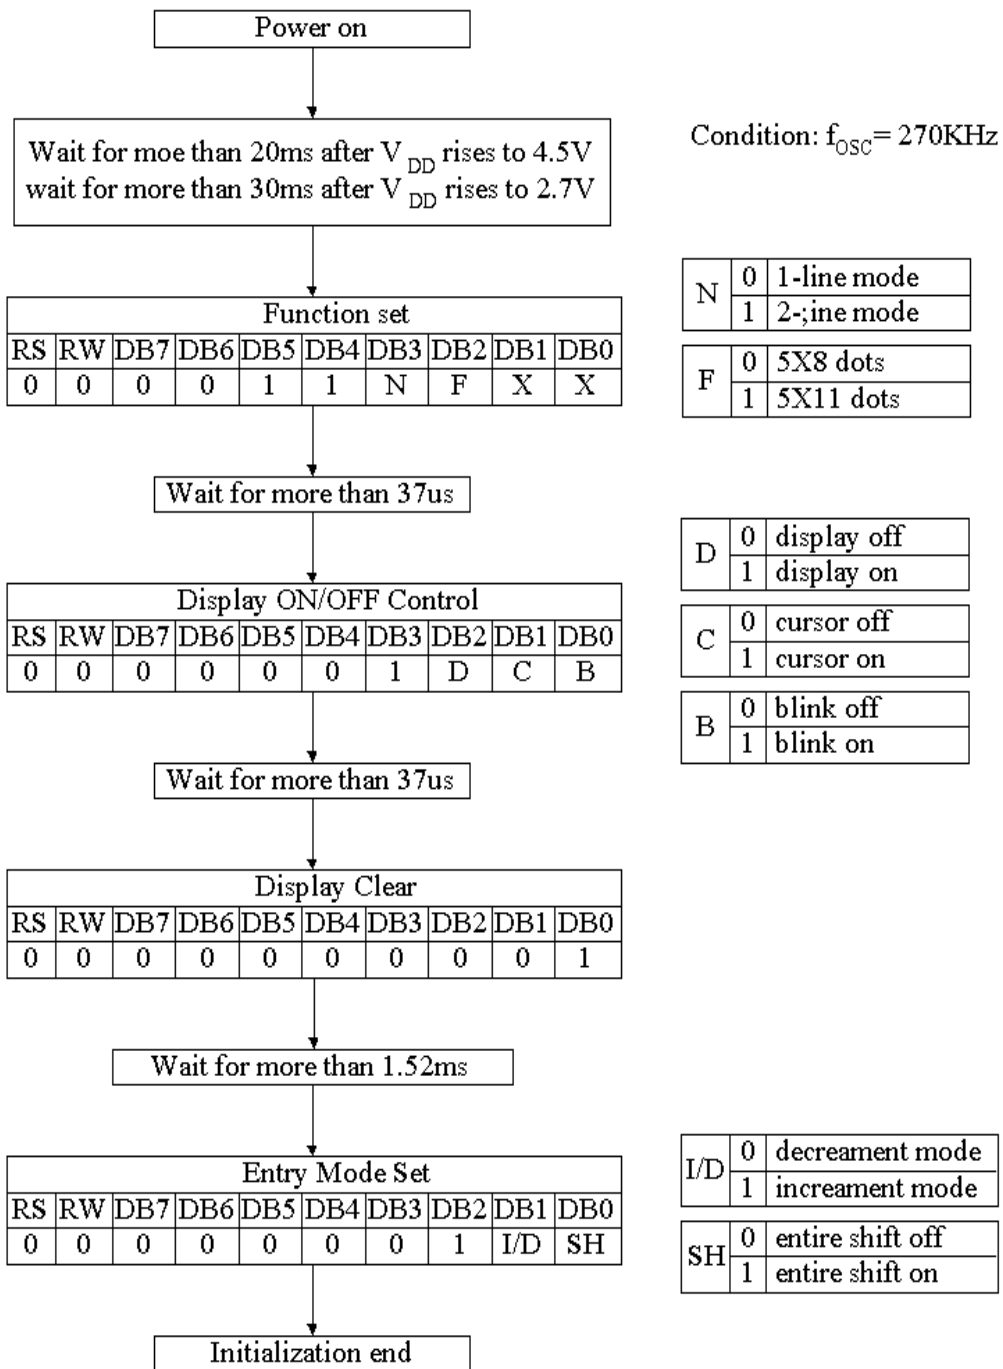 Power on
Wait for moe than 20ms after V DD rises to 4.5V
wait for more than 30ms after V DD rises to 2.7V
Condition: fOSC= 270KHz
Function set
RS RW DB7 DB6 DB5 DB4 DB3 DB2 DB1 DB0
0 0 0 0 1 1 N F X X
N
0 1-line mode
1 2-;ine mode
F
0 5X8 dots
1 5X11 dots
Wait for more than 37us
Display ON/OFF Control
RS RW DB7 DB6 DB5 DB4 DB3 DB2 DB1 DB0
0 0 0 0 0 0 1 D C B
D
0 display off
1 display on
C
0 cursor off
1 cursor on
B
0 blink off
1 blink on
Wait for more than 37us
Display Clear
RS RW DB7 DB6 DB5 DB4 DB3 DB2 DB1 DB0
0 0 0 0 0 0 0 0 0 1
Wait for more than 1.52ms
Entry Mode Set
RS RW DB7 DB6 DB5 DB4 DB3 DB2 DB1 DB0
0 0 0 0 0 0 0 1 I/D SH
I/D
0 decreament mode
1 increament mode
SH
0 entire shift off
1 entire shift on
Initialization end